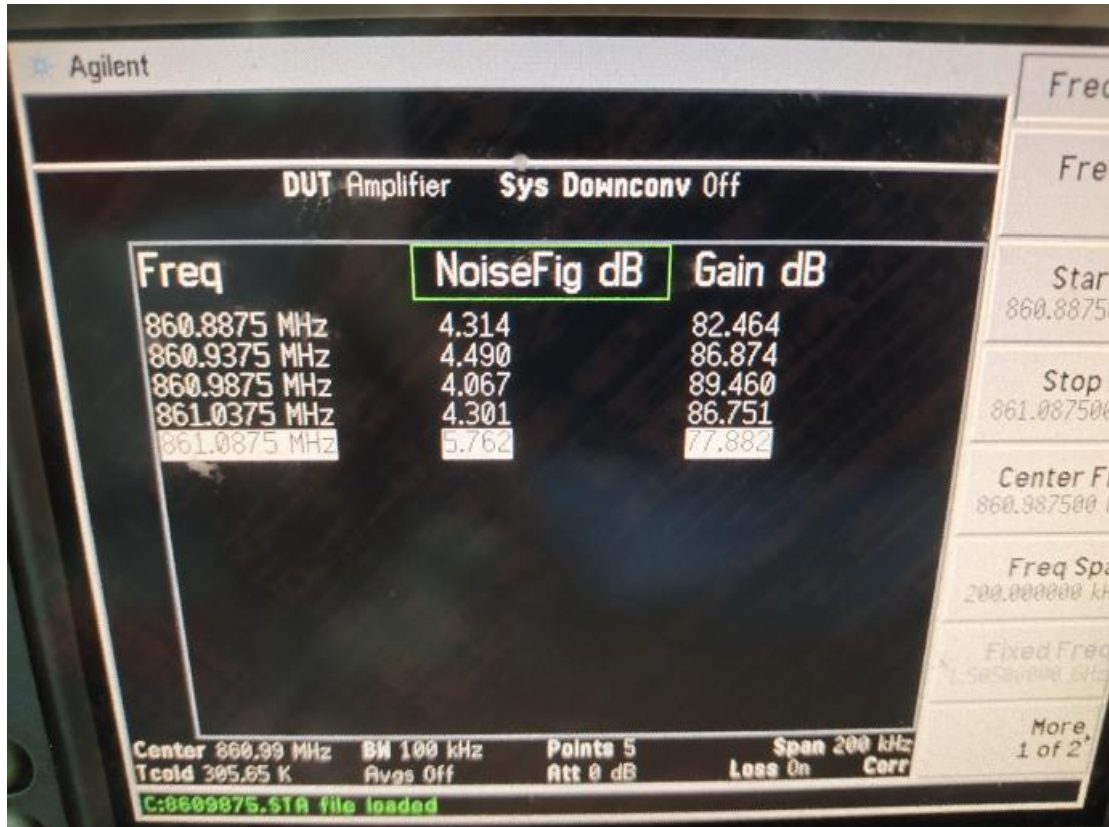 Agilent
DUT Amplifier Sys Downconv Off
Freq NoiseFig dB Gain dB
860.8875 MHz 4.314 82.464
860.9375 MHz 4.490 86.874
860.9875 MHz 4.067 89.460
861.0375 MHz 4.301 86.751
861.0875 MHz 5.762 77.882
Center 860.99 MHz BW 100 kHz Points 5 Span 200 kHz
Tcold 305.65 K Avgs Off Att 0 dB Loss On Corr
C:8609875.STA file loaded
Freq
Fre
Star
860.8875
Stop
861.087500
Center F
860.987500
Freq Spa
200.000000 kH
Fixed Freq
More
1 of 2